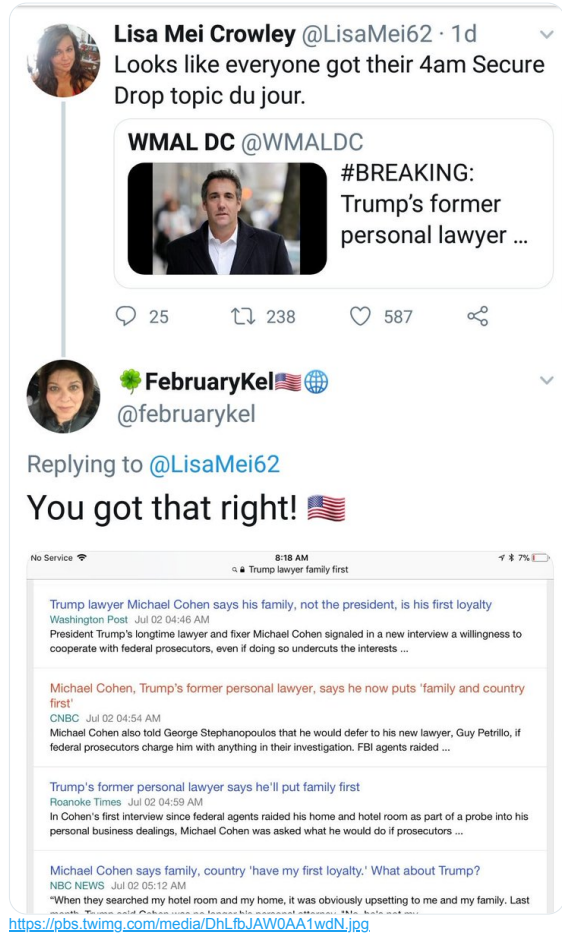 Lisa Mei Crowley @LisaMei62 · 1d
Looks like everyone got their 4am Secure
Drop topic du jour.
WMAL DC @WMALDC
#BREAKING:
Trump's former
personal lawyer ...
25 238 587
🍀FebruaryKel🇺🇸🌐
@februarykel
Replying to @LisaMei62
You got that right! 🇺🇸
No Service 8:18 AM 7%
Trump lawyer family first
Trump lawyer Michael Cohen says his family, not the president, is his first loyalty
Washington Post Jul 02 04:46 AM
President Trump's longtime lawyer and fixer Michael Cohen signaled in a new interview a willingness to
cooperate with federal prosecutors, even if doing so undercuts the interests ...
Michael Cohen, Trump's former personal lawyer, says he now puts 'family and country
first'
CNBC Jul 02 04:54 AM
Michael Cohen also told George Stephanopoulos that he would defer to his new lawyer, Guy Petrillo, if
federal prosecutors charge him with anything in their investigation. FBI agents raided ...
Trump's former personal lawyer says he'll put family first
Roanoke Times Jul 02 04:59 AM
In Cohen's first interview since federal agents raided his home and hotel room as part of a probe into his
personal business dealings, Michael Cohen was asked what he would do if prosecutors ...
Michael Cohen says family, country 'have my first loyalty.' What about Trump?
NBC NEWS Jul 02 05:12 AM
"When they searched my hotel room and my home, it was obviously upsetting to me and my family. Last
https://pbs.twimg.com/media/DhLfbJAW0AA1wdN.jpg